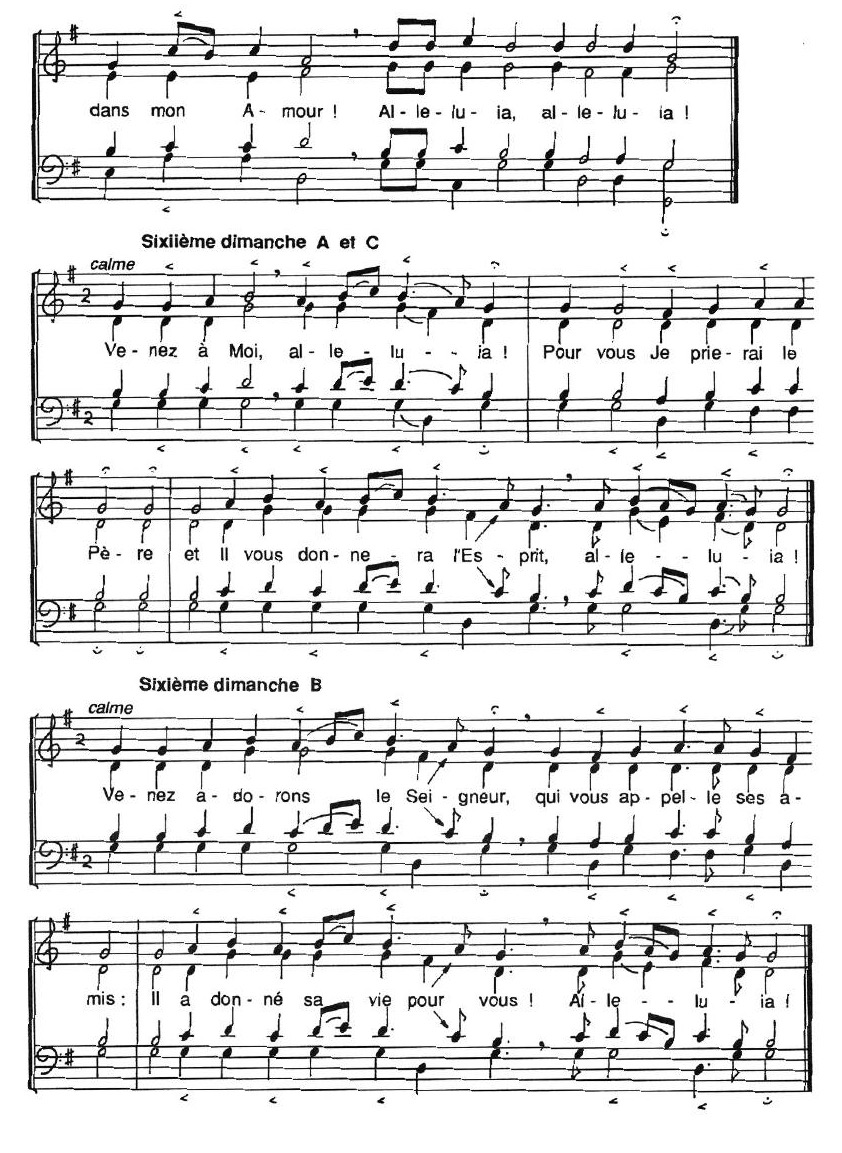 dans mon A - mour ! Al - le - lu - ia, al - le - lu - ia !
Sixiième dimanche A et C
calme
Ve - nez à Moi, al - le - lu - - ia ! Pour vous Je prie - rai le
Pè - re et Il vous don - ne - ra l'Es - prit, al - le - - lu - ia !
Sixième dimanche B
calme
Ve - nez a - do - rons le Sei - gneur, qui vous ap - pel - le ses a -
mis : Il a don - né sa vie pour vous ! Al - le - - lu - ia !